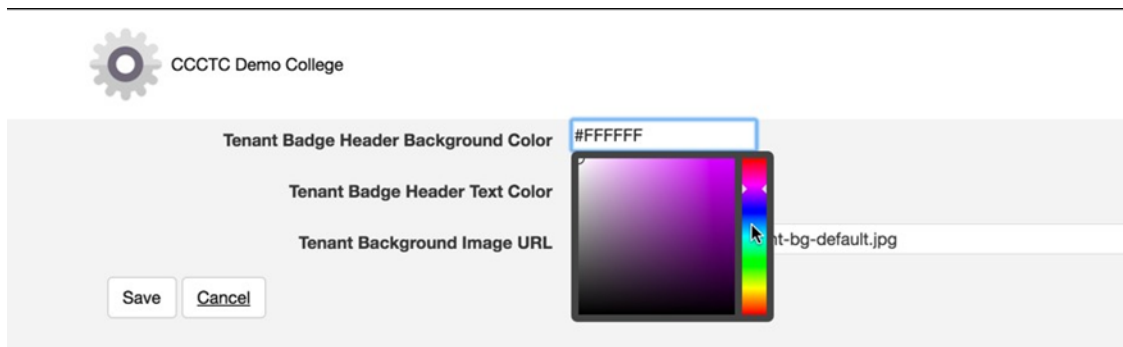 CCCTC Demo College
Tenant Badge Header Background Color #FFFFFF
Tenant Badge Header Text Color
Tenant Background Image URL nt-bg-default.jpg
Save Cancel